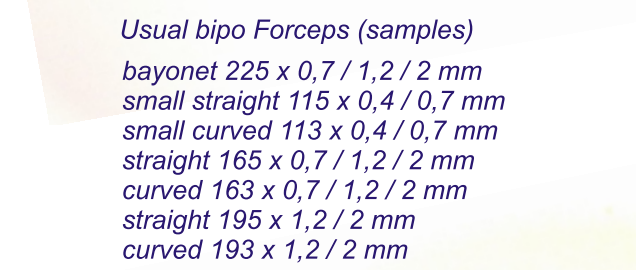 Usual bipo Forceps (samples)
bayonet 225 x 0,7 / 1,2 / 2 mm
small straight 115 x 0,4 / 0,7 mm
small curved 113 x 0,4 / 0,7 mm
straight 165 x 0,7 / 1,2 / 2 mm
curved 163 x 0,7 / 1,2 / 2 mm
straight 195 x 1,2 / 2 mm
curved 193 x 1,2 / 2 mm